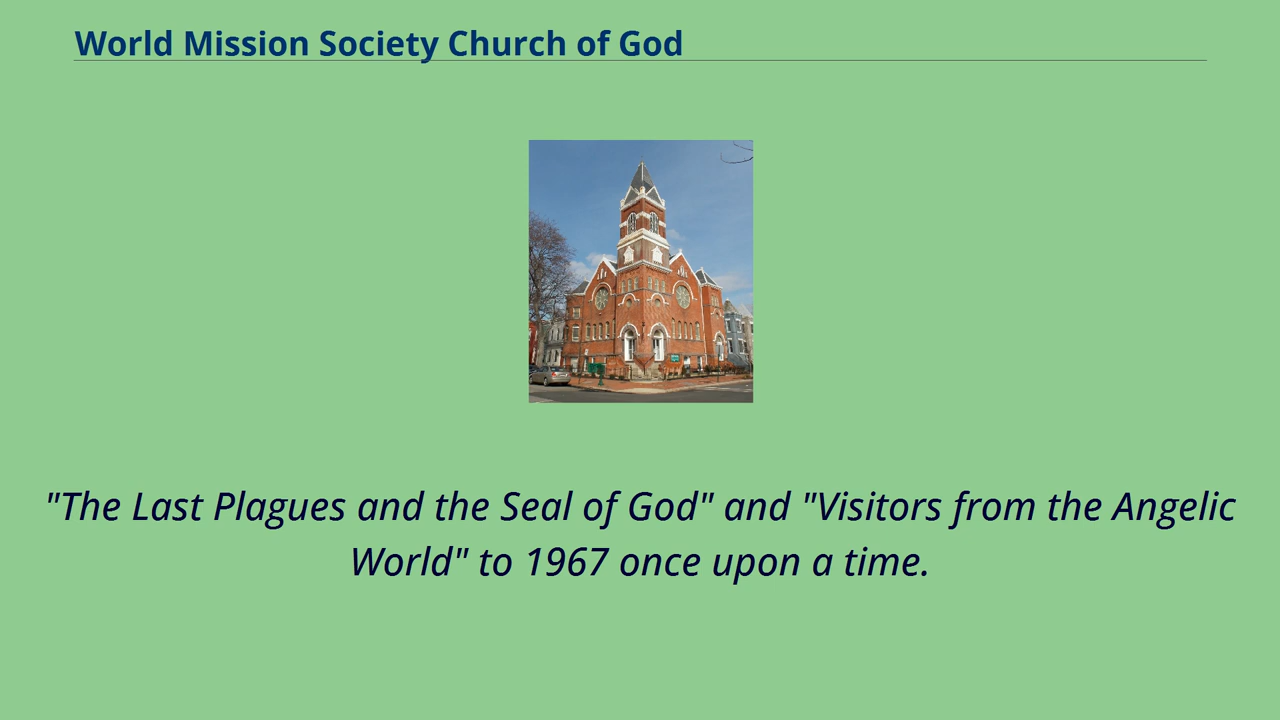 World Mission Society Church of God
"The Last Plagues and the Seal of God" and "Visitors from the Angelic
World" to 1967 once upon a time.